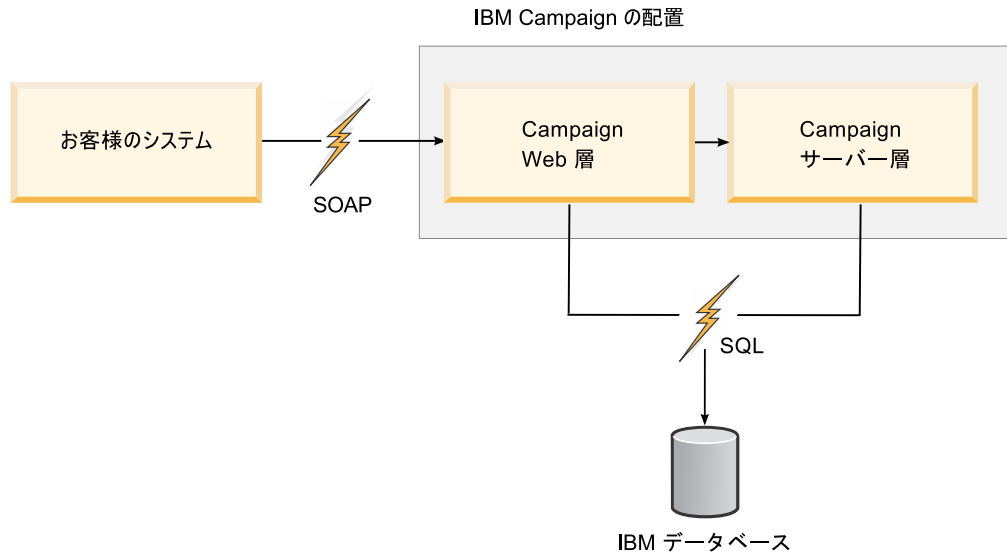 IBM Campaign の配置
お客様のシステム
SOAP
Campaign
Web 層
Campaign
サーバー層
SQL
IBM データベース